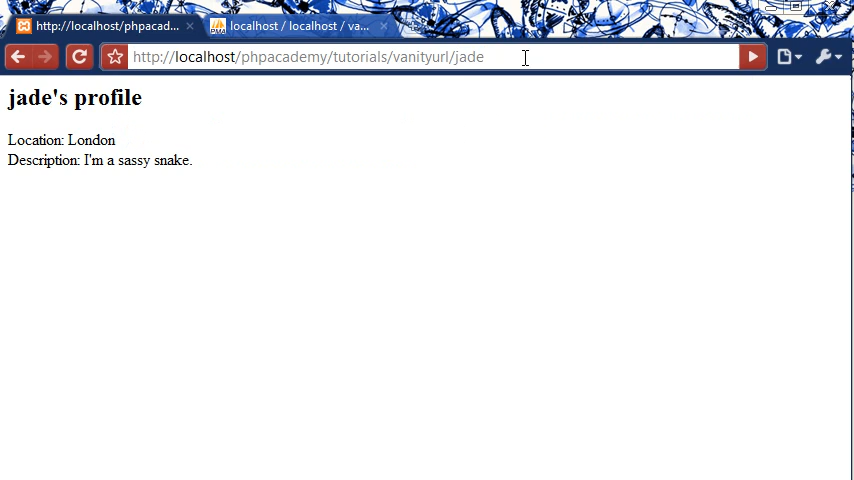 http://localhost/phpacad...
localhost / localhost / va...
http://localhost/phpacademy/tutorials/vanityurl/jade
jade's profile
Location: London
Description: I'm a sassy snake.